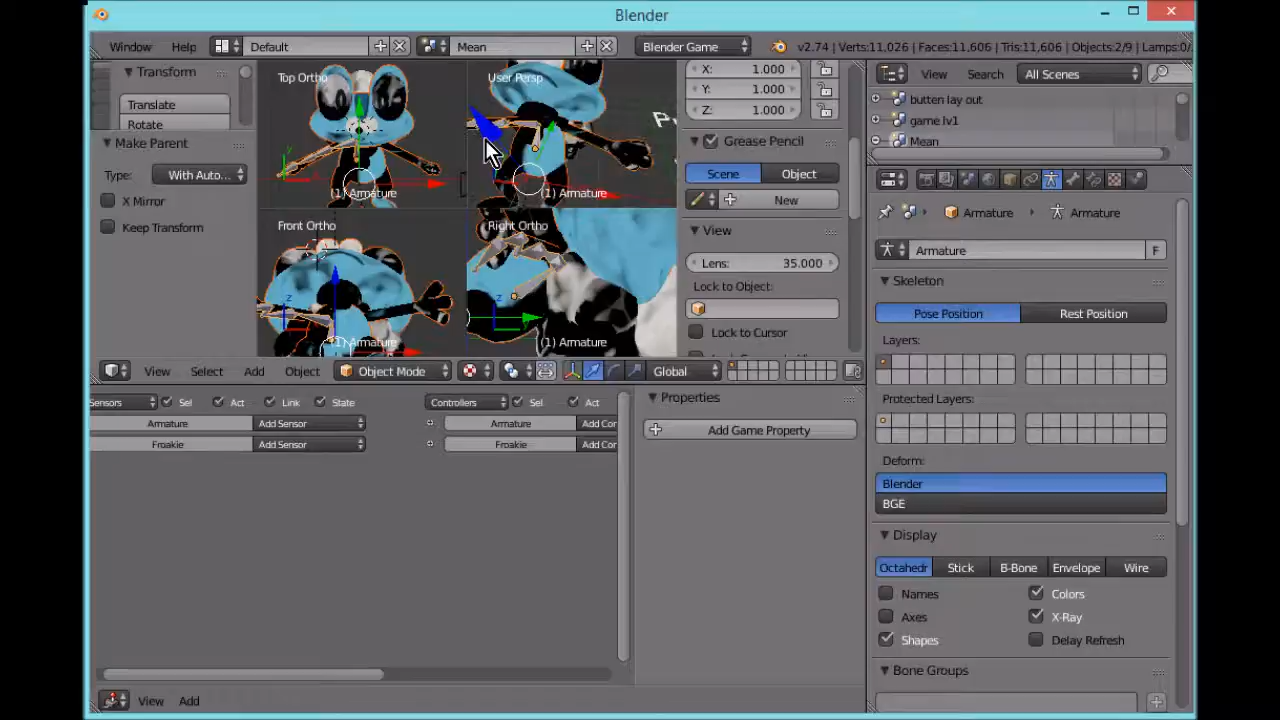 Blender
Window Help Default Mean Blender Game v2.74 | Verts:11,026 | Faces:11,606 | Tris:11,606 | Objects:2/9 | Lamps:0/
Transform
Translate
Rotate
Make Parent
Type: With Auto...
X Mirror
Keep Transform
Top Ortho
(1) Armature
User Persp
(1) Armature
Front Ortho
(1) Armature
Right Ortho
(1) Armature
X: 1.000
Y: 1.000
Z: 1.000
Grease Pencil
Scene Object
New
View
Lens: 35.000
Lock to Object:
Lock to Cursor
View Search All Scenes
butten lay out
game lv1
Mean
Armature Armature
Armature F
Skeleton
Pose Position Rest Position
Layers:
Protected Layers:
Deform:
Blender
BGE
Display
Octahedr Stick B-Bone Envelope Wire
Names Colors
Axes X-Ray
Shapes Delay Refresh
Bone Groups
View Select Add Object Object Mode Global
Sensors Sel Act Link State Controllers Sel Act
Armature Add Sensor Armature Add Cor
Froakie Add Sensor Froakie Add Cor
Properties
Add Game Property
View Add